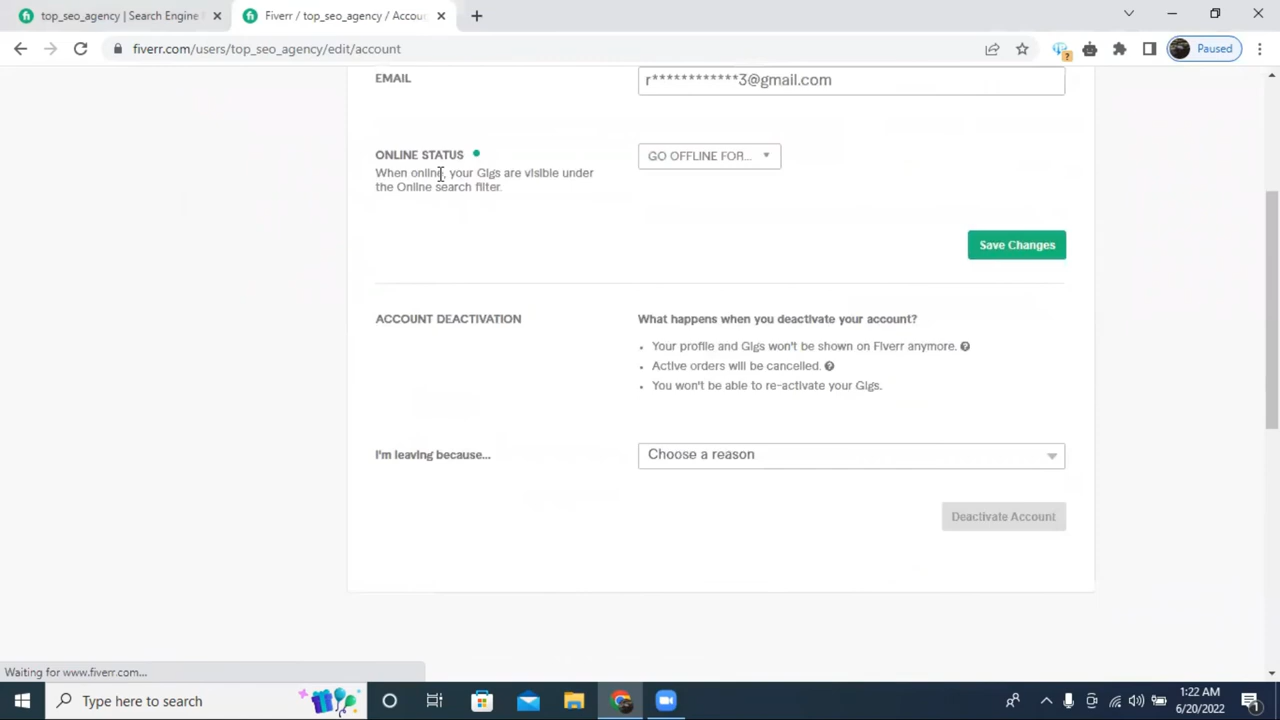 top_seo_agency | Search Engine
Fiverr / top_seo_agency / Accou
fiverr.com/users/top_seo_agency/edit/account
Paused
EMAIL
r************3@gmail.com
ONLINE STATUS
GO OFFLINE FOR...
When online, your Gigs are visible under
the Online search filter.
Save Changes
ACCOUNT DEACTIVATION
What happens when you deactivate your account?
• Your profile and Gigs won't be shown on Fiverr anymore.
• Active orders will be cancelled.
• You won't be able to re-activate your Gigs.
I'm leaving because...
Choose a reason
Deactivate Account
Waiting for www.fiverr.com...
Type here to search
1:22 AM
6/20/2022
1